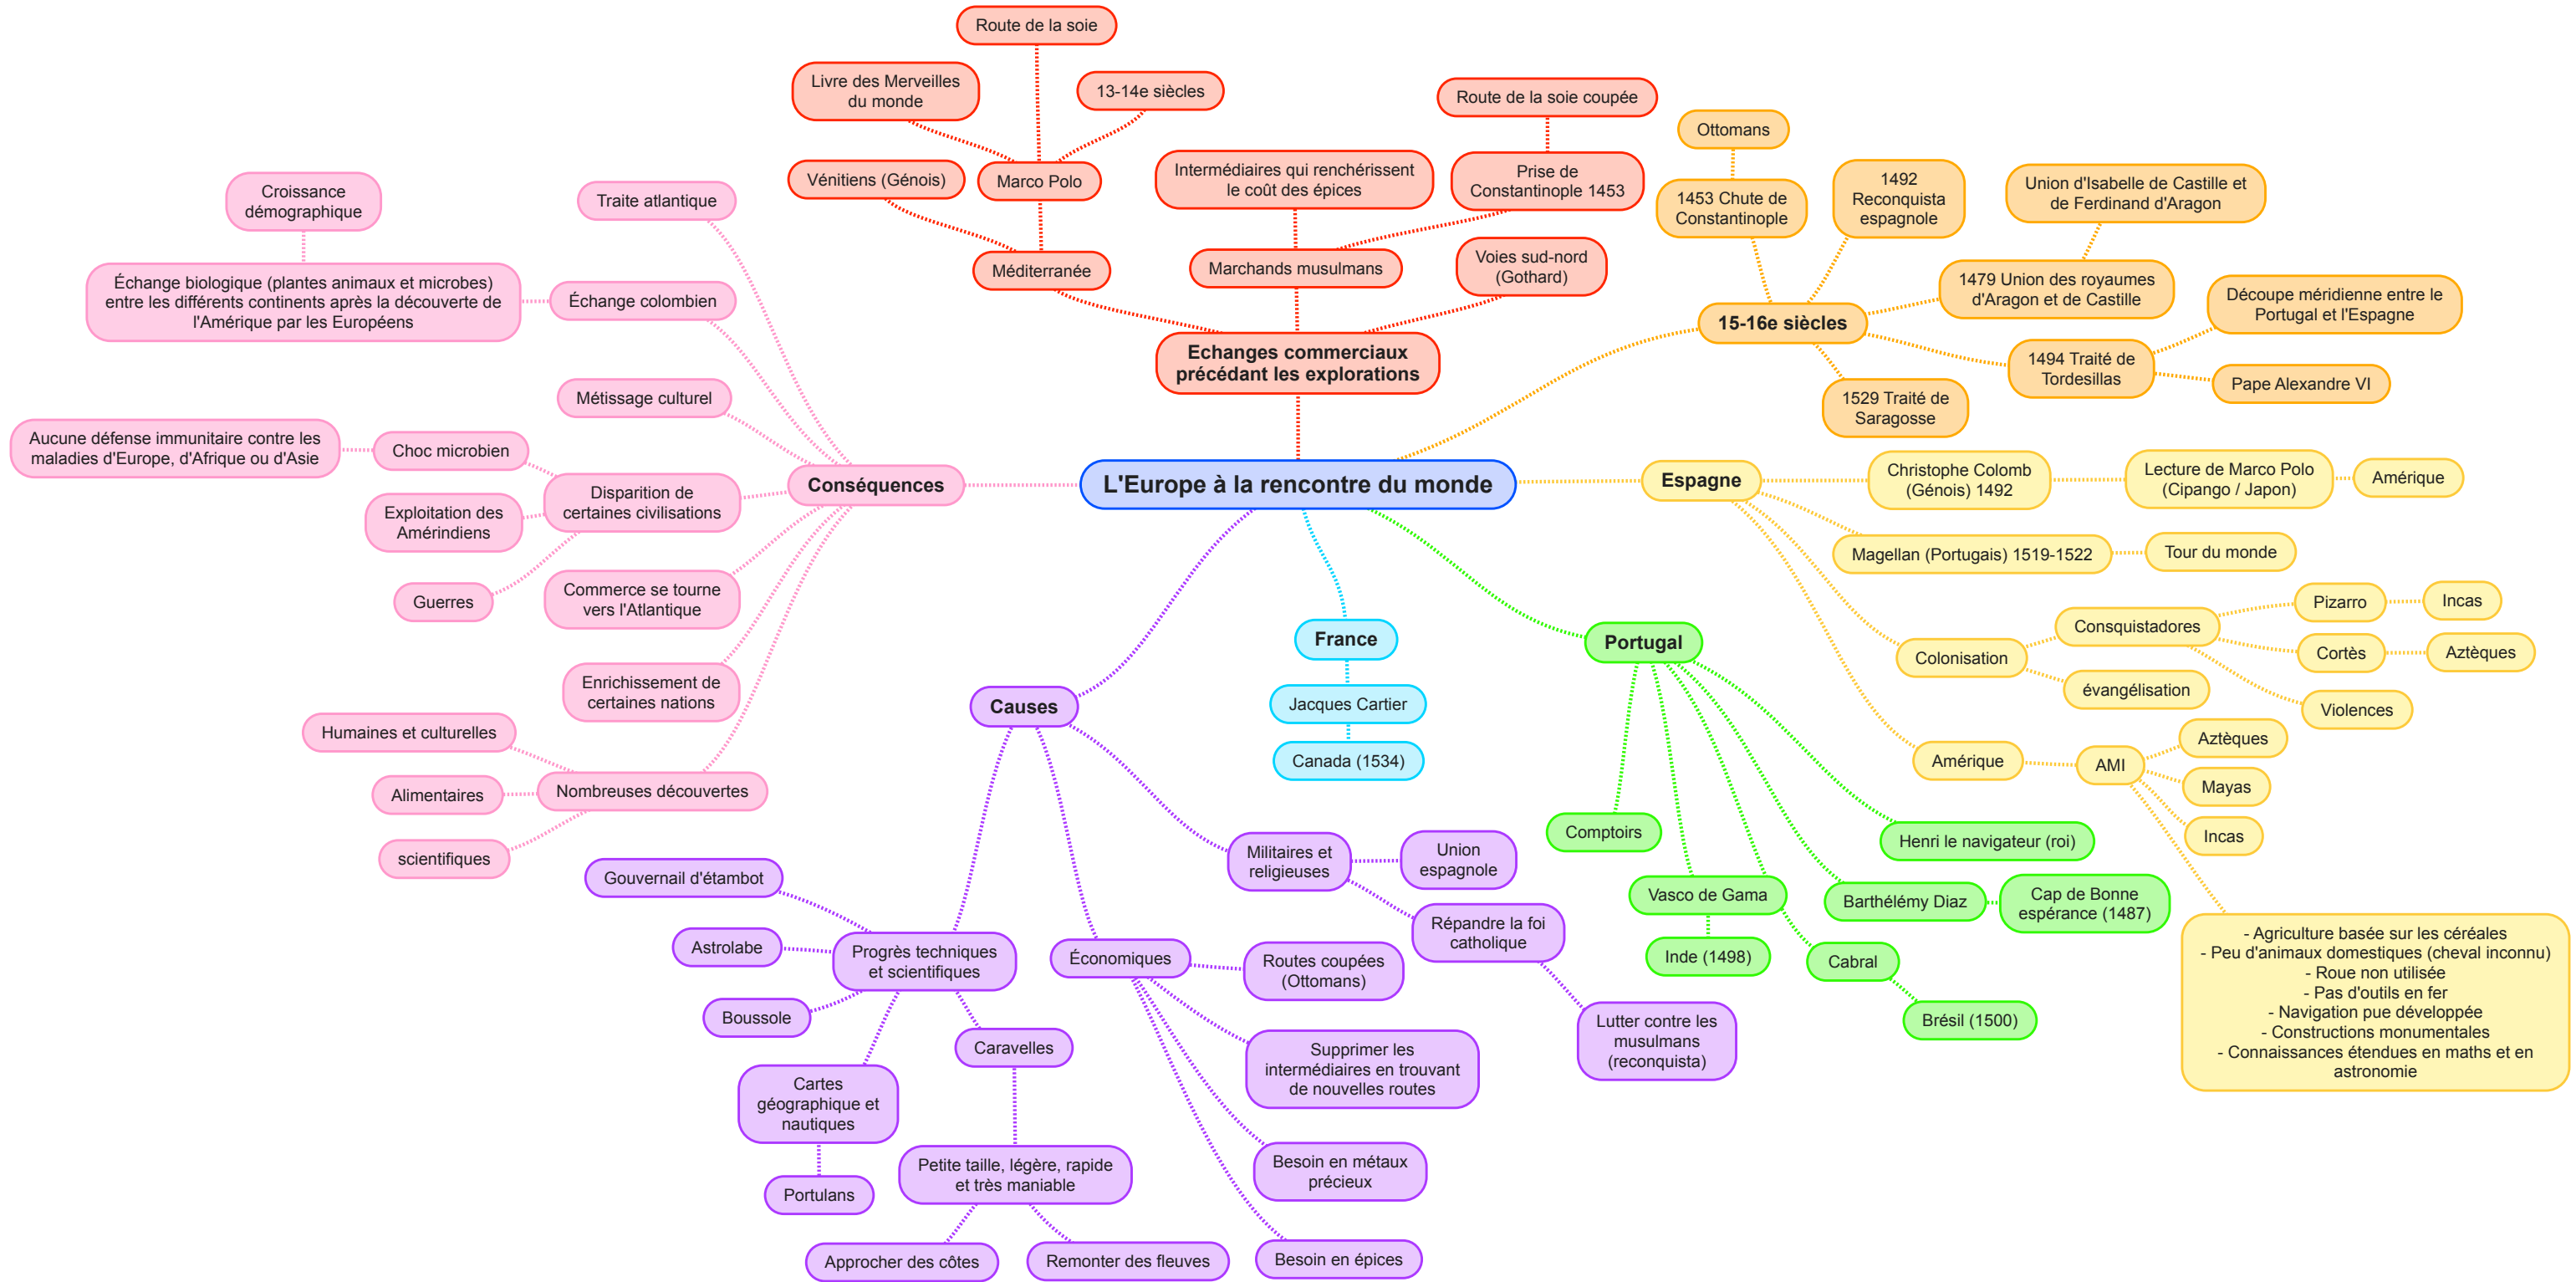 Route de la soie
Livre des Merveilles
du monde
13-14e siècles
Vénitiens (Génois)
Marco Polo
Méditerranée
Intermédiaires qui renchérissent
le coût des épices
Route de la soie coupée
Prise de
Constantinople 1453
Marchands musulmans
Voies sud-nord
(Gothard)
Echanges commerciaux
précédant les explorations
Ottomans
1453 Chute de
Constantinople
1492
Reconquista
espagnole
Union d'Isabelle de Castille et
de Ferdinand d'Aragon
1479 Union des royaumes
d'Aragon et de Castille
15-16e siècles
Découpe méridienne entre le
Portugal et l'Espagne
1494 Traité de
Tordesillas
Pape Alexandre VI
1529 Traité de
Saragosse
Croissance
démographique
Traite atlantique
Échange biologique (plantes animaux et microbes)
entre les différents continents après la découverte de
l'Amérique par les Européens
Échange colombien
Métissage culturel
Aucune défense immunitaire contre les
maladies d'Europe, d'Afrique ou d'Asie
Choc microbien
Disparition de
certaines civilisations
Exploitation des
Amérindiens
Guerres
Conséquences
Commerce se tourne
vers l'Atlantique
Enrichissement de
certaines nations
Humaines et culturelles
Alimentaires
Nombreuses découvertes
scientifiques
L'Europe à la rencontre du monde
Espagne
Christophe Colomb
(Génois) 1492
Lecture de Marco Polo
(Cipango / Japon)
Amérique
Magellan (Portugais) 1519-1522
Tour du monde
Colonisation
Consquistadores
Pizarro
Incas
Cortès
Aztèques
Violences
évangélisation
Amérique
AMI
Aztèques
Mayas
Incas
- Agriculture basée sur les céréales
- Peu d'animaux domestiques (cheval inconnu)
- Roue non utilisée
- Pas d'outils en fer
- Navigation pue développée
- Constructions monumentales
- Connaissances étendues en maths et en
astronomie
France
Jacques Cartier
Canada (1534)
Portugal
Comptoirs
Henri le navigateur (roi)
Vasco de Gama
Inde (1498)
Barthélémy Diaz
Cap de Bonne
espérance (1487)
Cabral
Brésil (1500)
Causes
Militaires et
religieuses
Union
espagnole
Répandre la foi
catholique
Lutter contre les
musulmans
(reconquista)
Gouvernail d'étambot
Astrolabe
Progrès techniques
et scientifiques
Boussole
Cartes
géographique et
nautiques
Portulans
Caravelles
Petite taille, légère, rapide
et très maniable
Approcher des côtes
Remonter des fleuves
Économiques
Routes coupées
(Ottomans)
Supprimer les
intermédiaires en trouvant
de nouvelles routes
Besoin en métaux
précieux
Besoin en épices